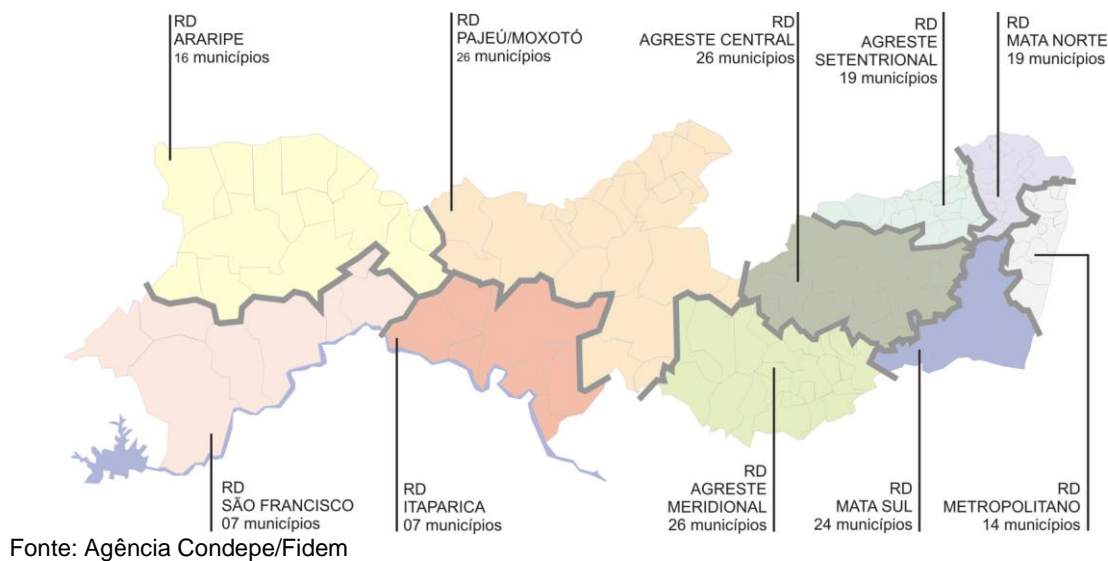 RD
ARARIPE
16 municípios
RD
PAJEÚ/MOXOTÓ
26 municípios
RD
AGRESTE CENTRAL
26 municípios
RD
AGRESTE
SETENTRIONAL
19 municípios
RD
MATA NORTE
19 municípios
RD
SÃO FRANCISCO
07 municípios
RD
ITAPARICA
07 municípios
RD
AGRESTE
MERIDIONAL
26 municípios
RD
MATA SUL
24 municípios
RD
METROPOLITANO
14 municípios
Fonte: Agência Condepe/Fidem